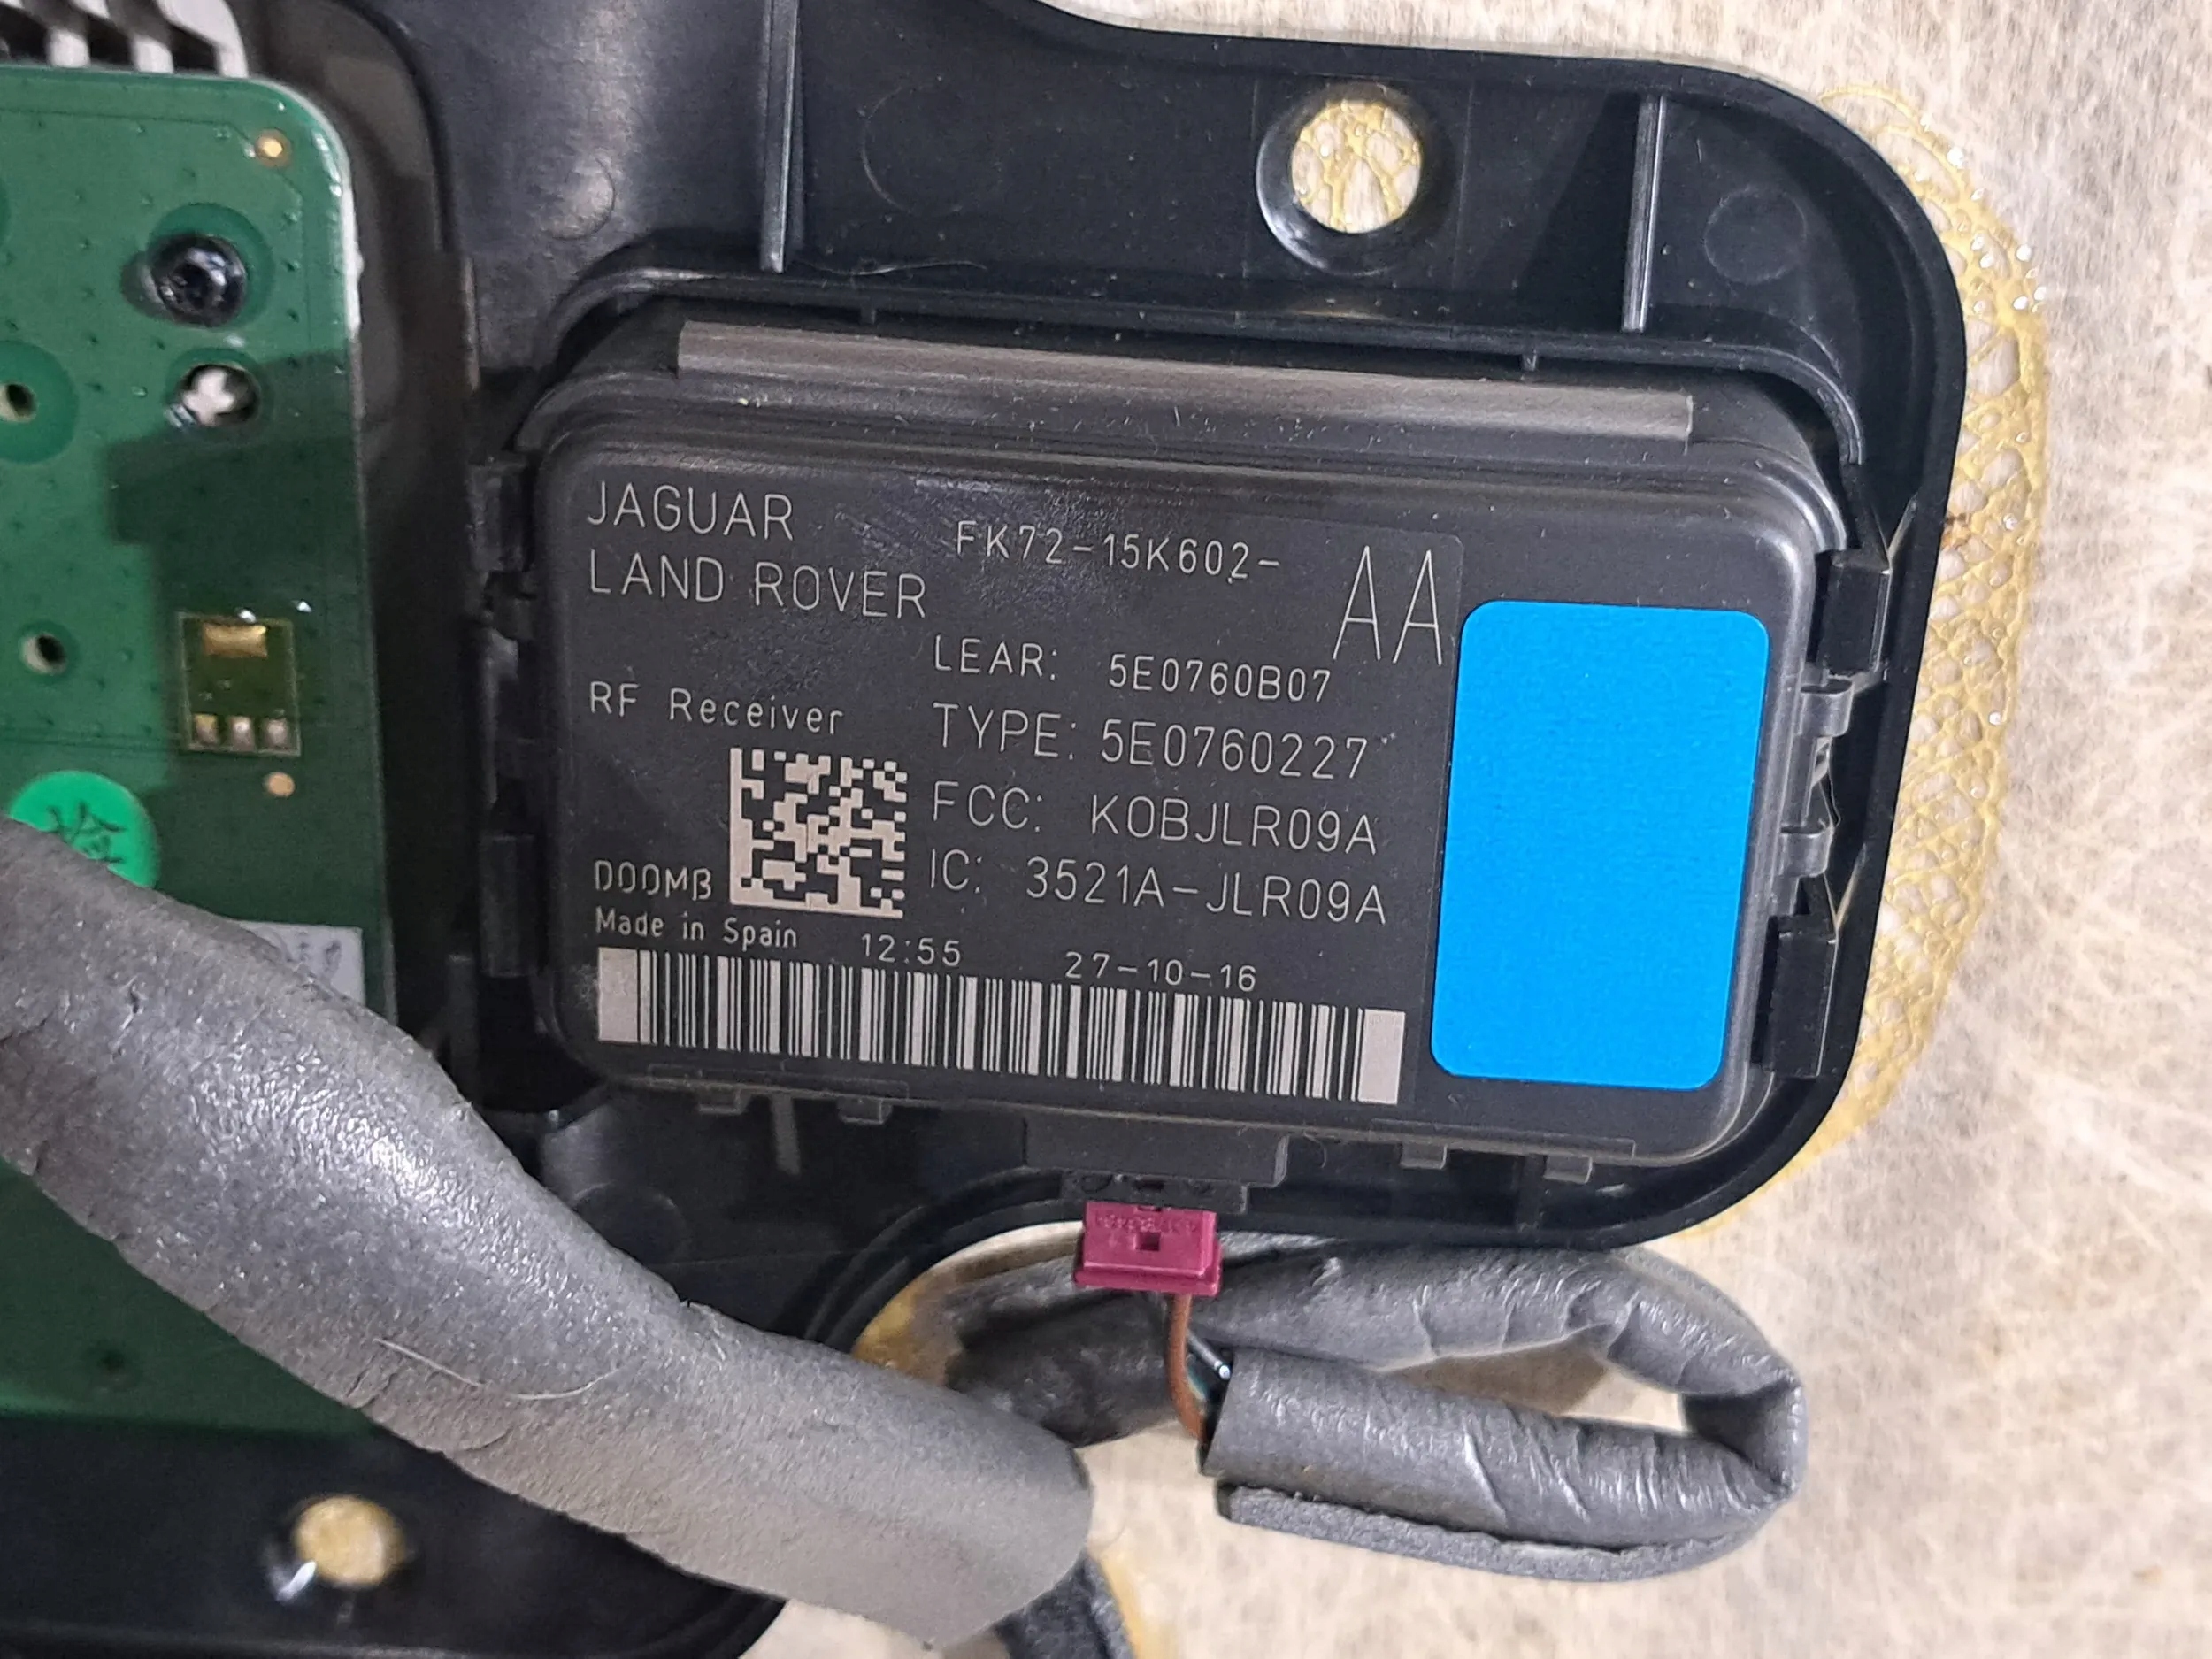 JAGUAR
LAND ROVER
FK72-15K602-
AA
LEAR: 5E0760B07
RF Receiver
TYPE: 5E0760227
FCC: KOBJLR09A
IC: 3521A-JLR09A
D00MB
Made in Spain
12:55
27-10-16